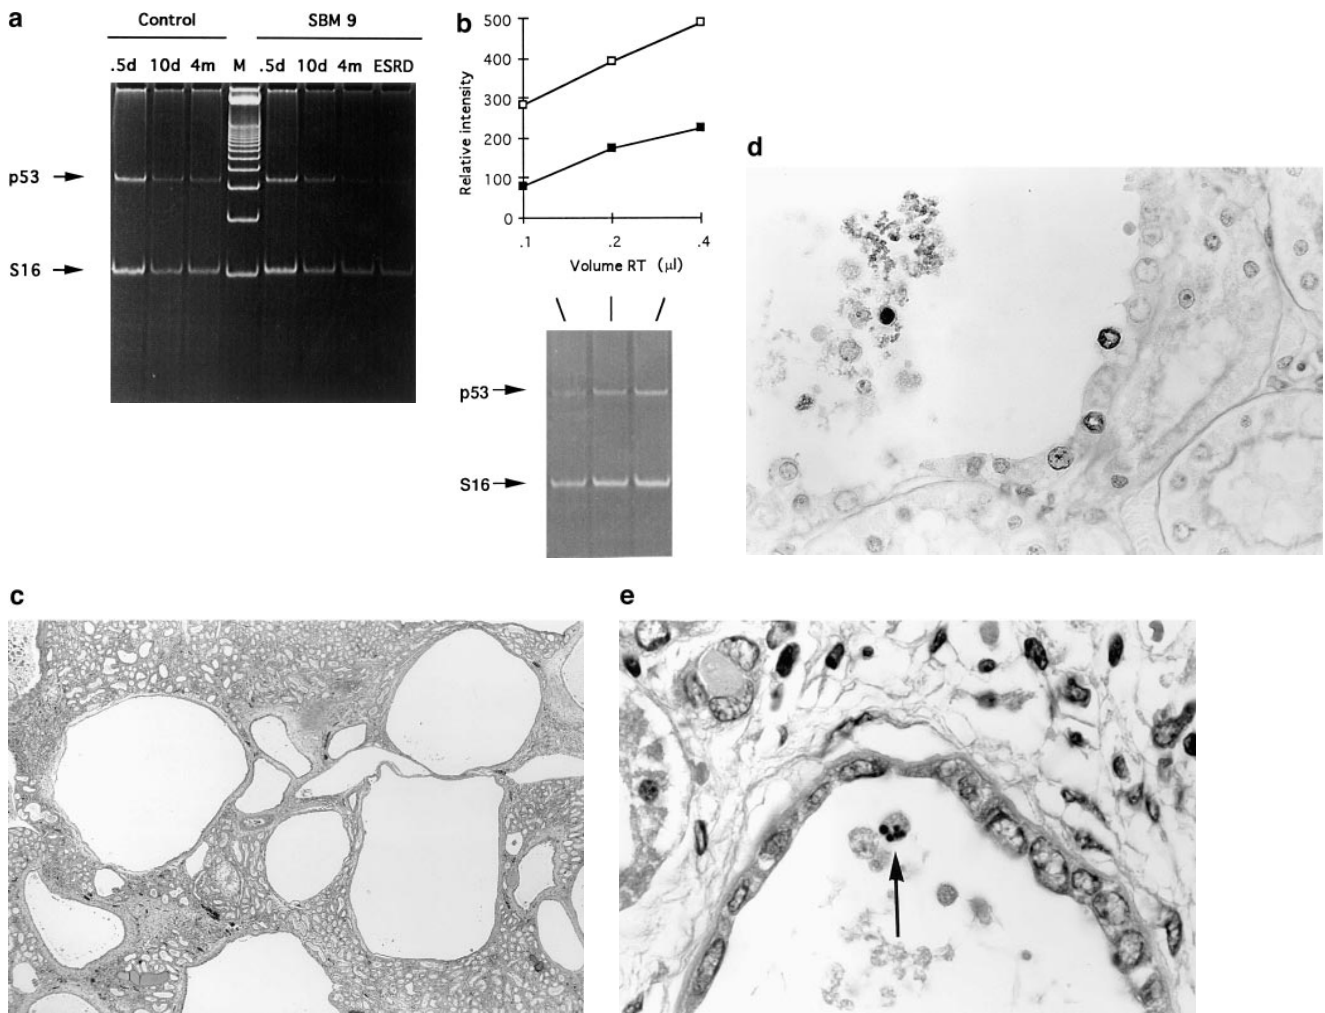 a
Control
SBM 9
.5d 10d 4m M .5d 10d 4m ESRD
p53
S16
b
500
400
300
200
100
0
Relative intensity
.1 .2 .4
Volume RT (μl)
p53
S16
c
d
e